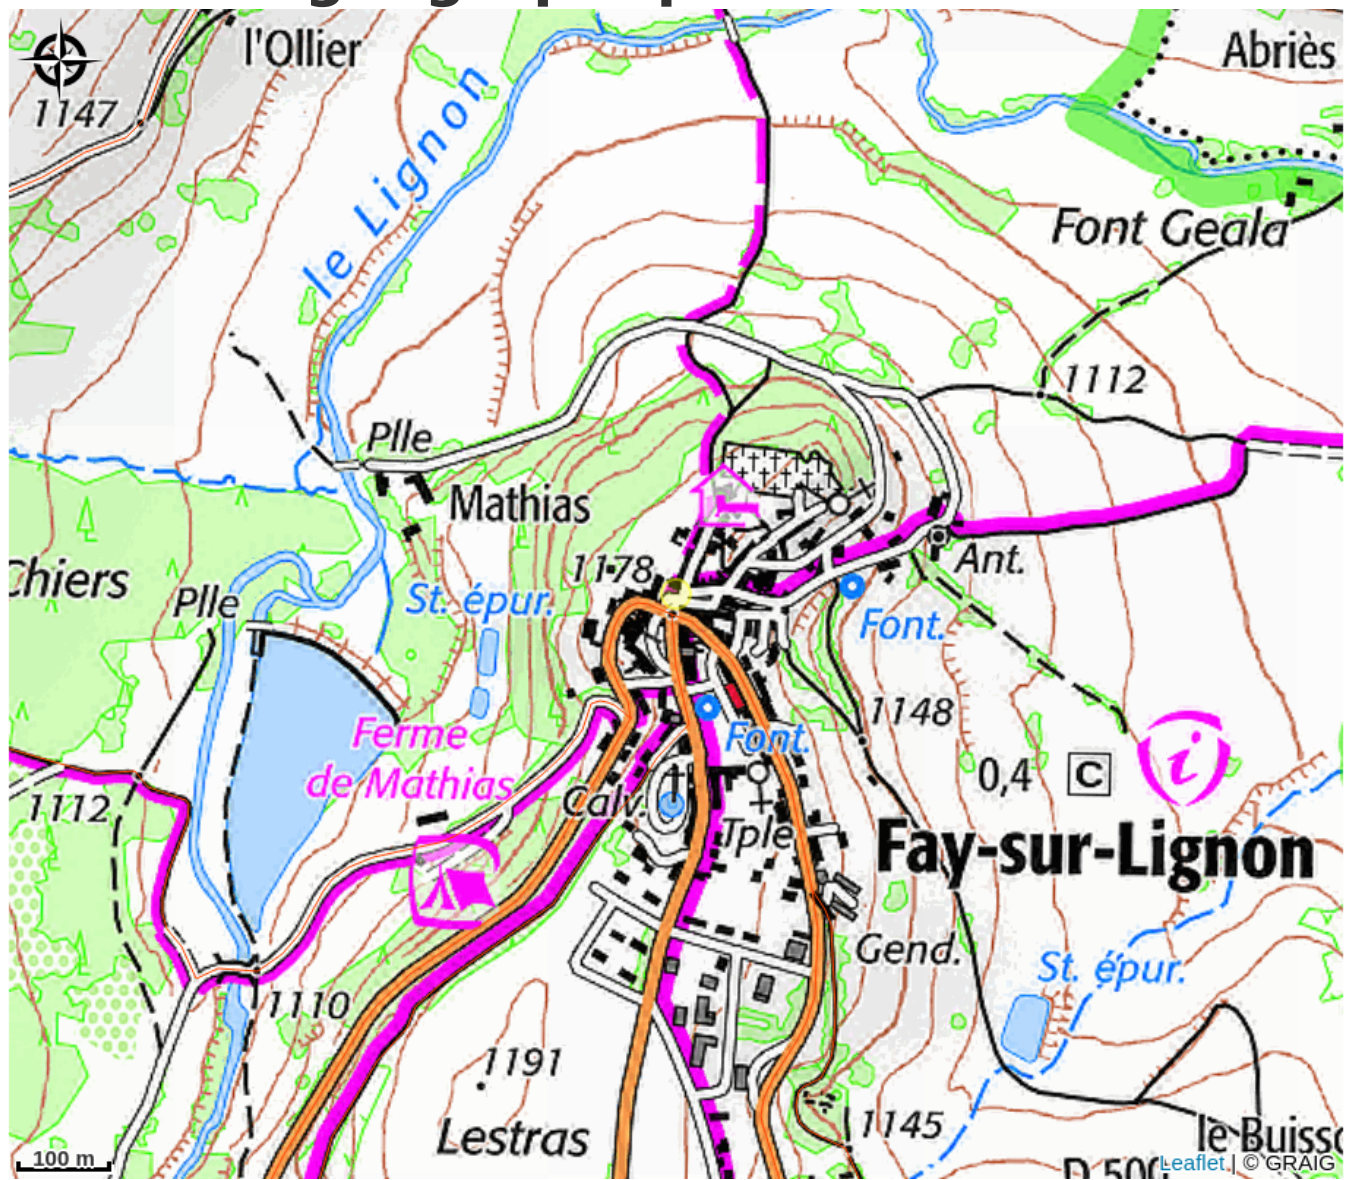 l'Ollier
Abriès
1147
le Lignon
Font Geala
1112
Plle
Mathias
Chiers
1178
Ant.
Plle
St. épur.
Font.
1148
Ferme
de Mathias
Font.
0,4 C
i
1112
Calv.
Tple
Fay-sur-Lignon
Gend.
St. épur.
1110
1191
1145
Lestras
le Buisso
100 m
D 500
Leaflet | © GRAIG